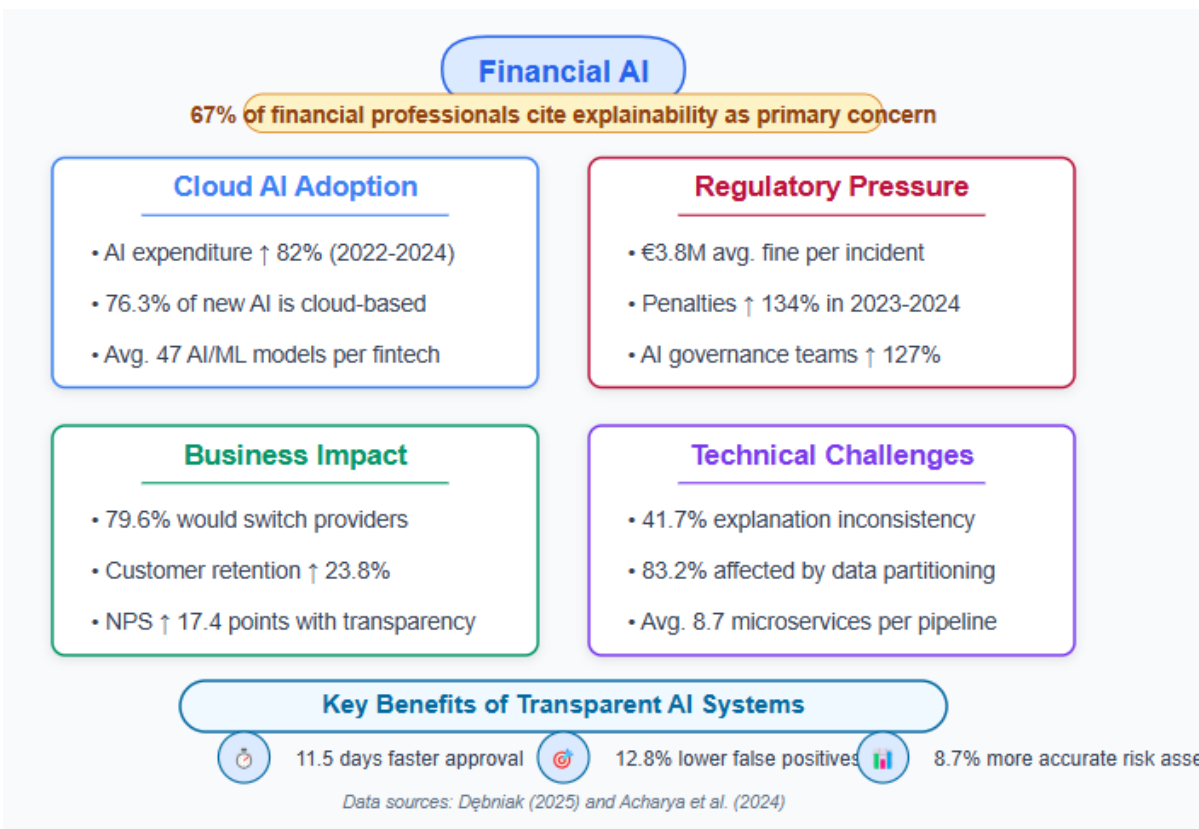 Financial AI
67% of financial professionals cite explainability as primary concern
Cloud AI Adoption
• AI expenditure ↑ 82% (2022-2024)
• 76.3% of new AI is cloud-based
• Avg. 47 AI/ML models per fintech
Regulatory Pressure
• €3.8M avg. fine per incident
• Penalties ↑ 134% in 2023-2024
• AI governance teams ↑ 127%
Business Impact
• 79.6% would switch providers
• Customer retention ↑ 23.8%
• NPS ↑ 17.4 points with transparency
Technical Challenges
• 41.7% explanation inconsistency
• 83.2% affected by data partitioning
• Avg. 8.7 microservices per pipeline
Key Benefits of Transparent AI Systems
11.5 days faster approval
12.8% lower false positives
8.7% more accurate risk asse
Data sources: Dębniak (2025) and Acharya et al. (2024)